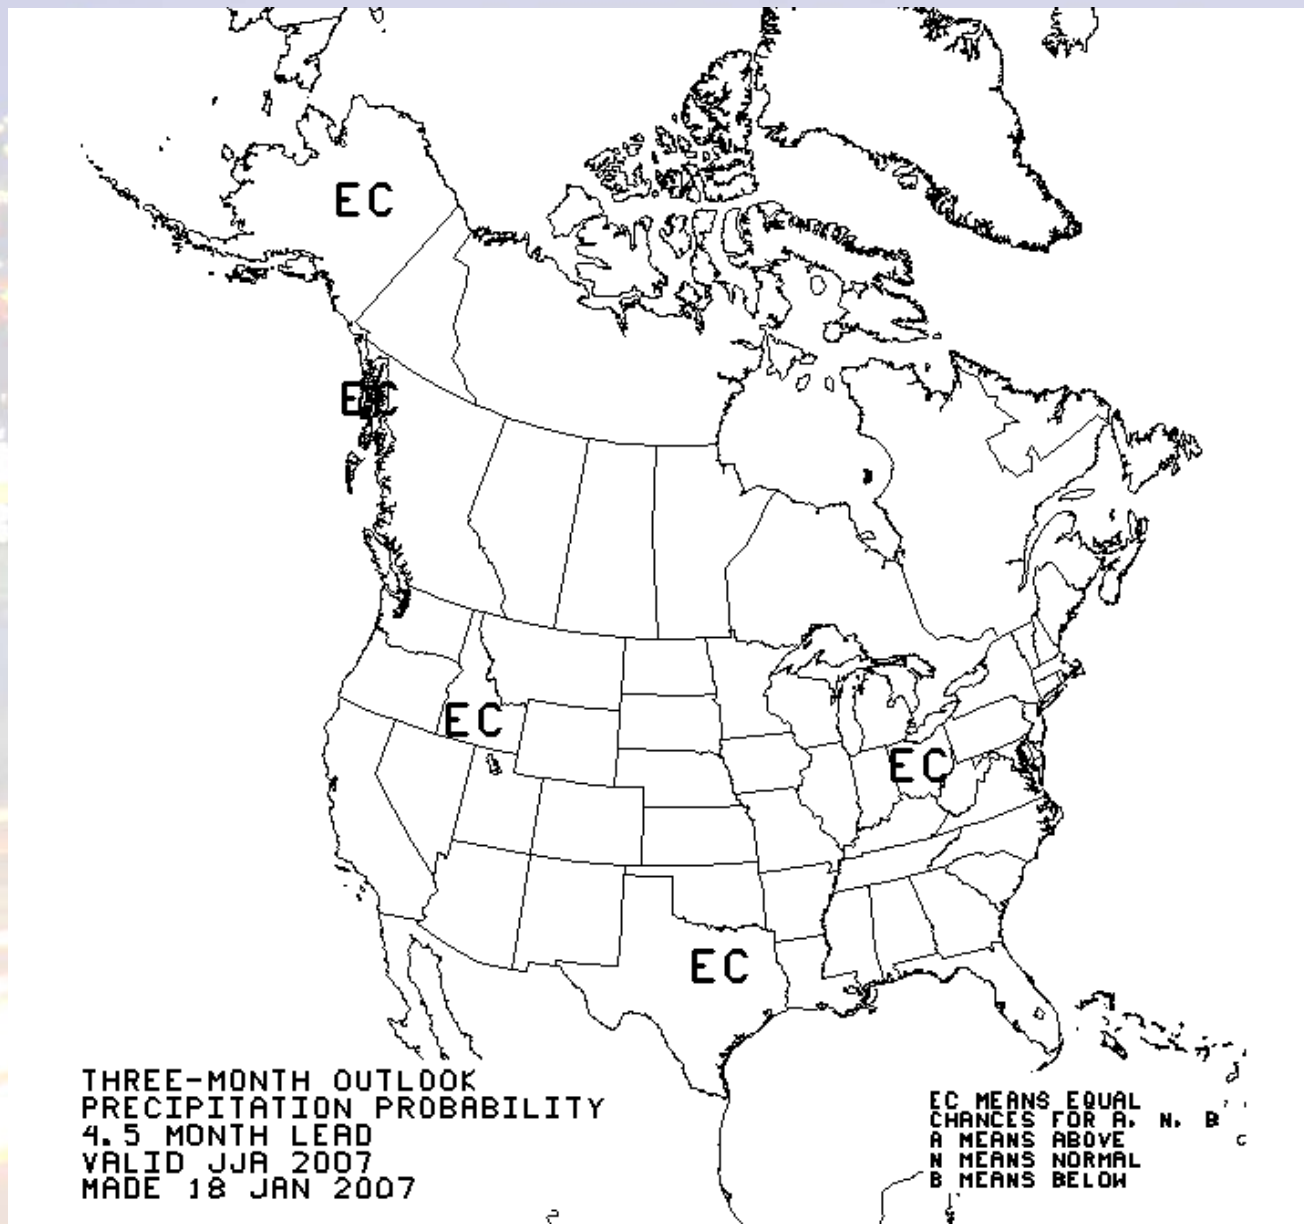 EC
EC
EC
EC
EC
THREE-MONTH OUTLOOK
PRECIPITATION PROBABILITY
4.5 MONTH LEAD
VALID JJA 2007
MADE 18 JAN 2007
EC MEANS EQUAL
CHANCES FOR A, N, B
A MEANS ABOVE
N MEANS NORMAL
B MEANS BELOW